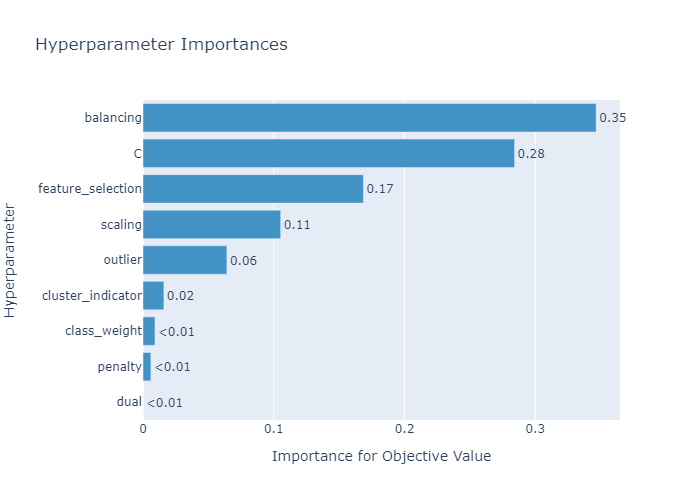 Hyperparameter Importances
balancing 0.35
C 0.28
feature_selection 0.17
scaling 0.11
outlier 0.06
cluster_indicator 0.02
class_weight <0.01
penalty <0.01
dual <0.01
Hyperparameter
0 0.1 0.2 0.3
Importance for Objective Value